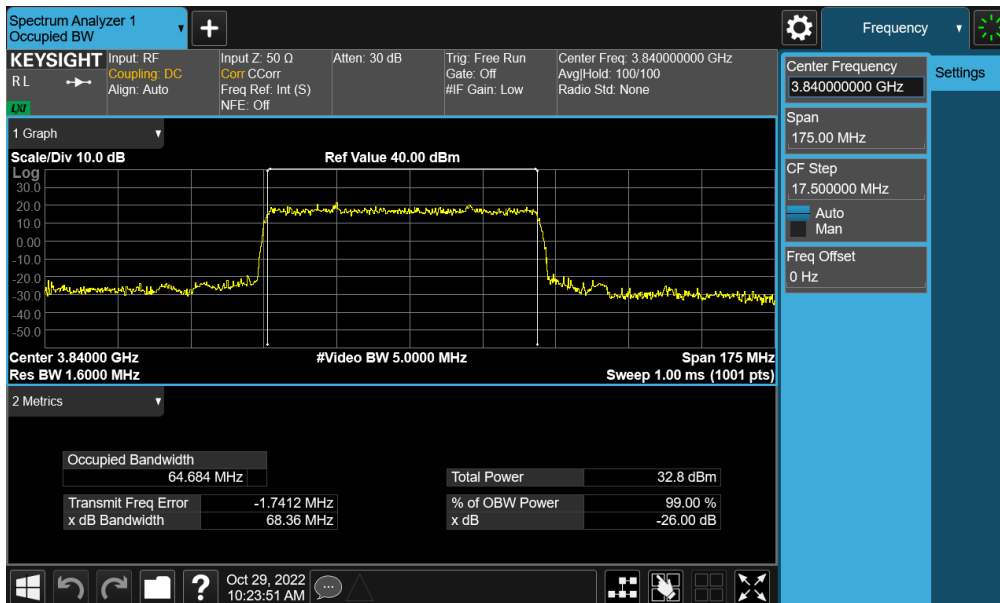 Spectrum Analyzer 1
Occupied BW
+
Frequency
KEYSIGHT
R L
LXI
Input: RF
Coupling: DC
Align: Auto
Input Z: 50 Ω
Corr CCorr
Freq Ref: Int (S)
NFE: Off
Atten: 30 dB
Trig: Free Run
Gate: Off
#IF Gain: Low
Center Freq: 3.840000000 GHz
Avg|Hold: 100/100
Radio Std: None
Center Frequency
3.840000000 GHz
Settings
Span
175.00 MHz
CF Step
17.500000 MHz
Auto
Man
Freq Offset
0 Hz
1 Graph
Scale/Div 10.0 dB
Ref Value 40.00 dBm
Log
30.0
20.0
10.0
0.00
-10.0
-20.0
-30.0
-40.0
-50.0
Center 3.84000 GHz
#Video BW 5.0000 MHz
Span 175 MHz
Res BW 1.6000 MHz
Sweep 1.00 ms (1001 pts)
2 Metrics
Occupied Bandwidth
64.684 MHz
Total Power 32.8 dBm
Transmit Freq Error -1.7412 MHz
% of OBW Power 99.00 %
x dB Bandwidth 68.36 MHz
x dB -26.00 dB
?
Oct 29, 2022
10:23:51 AM